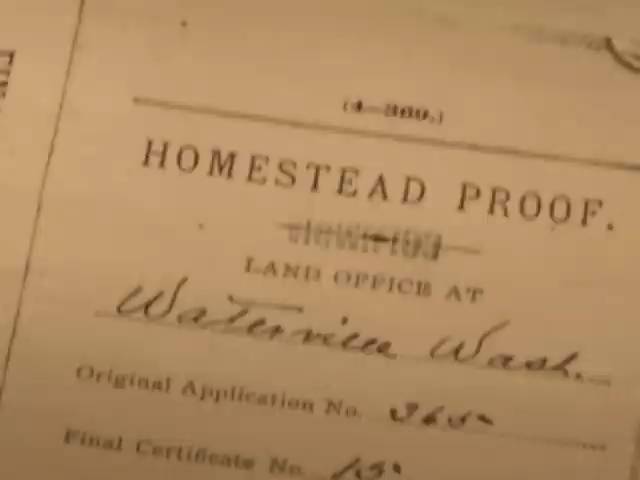 (4—369.)
HOMESTEAD PROOF.
LAND OFFICE AT
Waterville Wash.
Original Application No. 365
Final Certificate No.